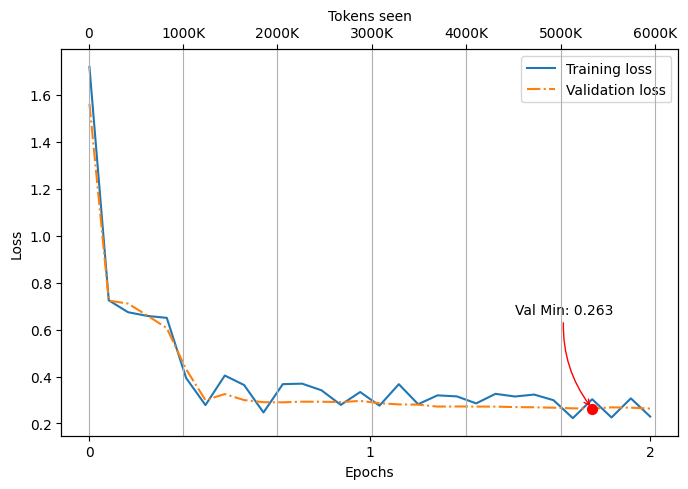 Tokens seen
0 1000K 2000K 3000K 4000K 5000K 6000K
Training loss
Validation loss
1.6
1.4
1.2
1.0
0.8
0.6
0.4
0.2
Loss
Val Min: 0.263
0 1 2
Epochs